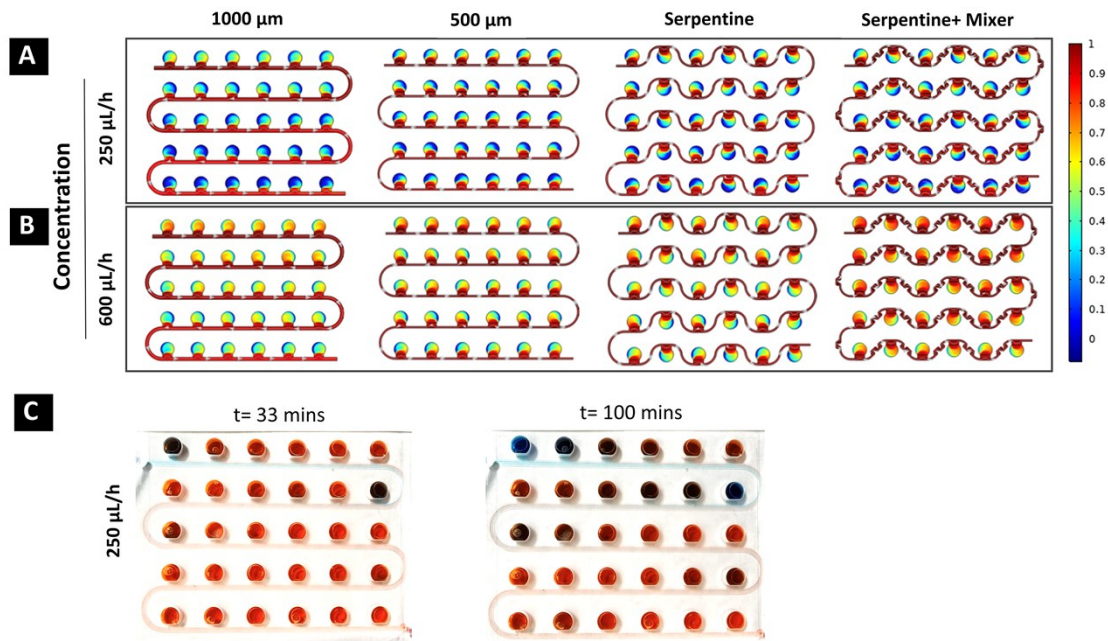 1000 µm 500 µm Serpentine Serpentine+ Mixer
A
B
Concentration
250 µL/h
600 µL/h
1
0.9
0.8
0.7
0.6
0.5
0.4
0.3
0.2
0.1
0
C
t= 33 mins t= 100 mins
250 µL/h